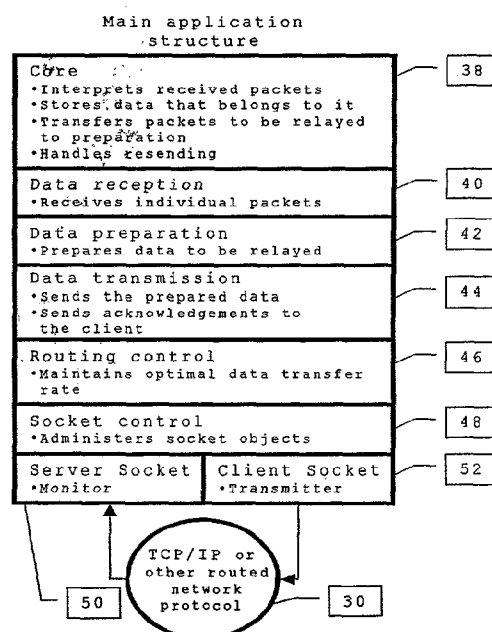 Main application
structure
Core
•Interprets received packets
•Stores data that belongs to it
•Transfers packets to be relayed
to preparation
•Handles resending
38
Data reception
•Receives individual packets
40
Data preparation
•Prepares data to be relayed
42
Data transmission
•Sends the prepared data
•Sends acknowledgements to
the client
44
Routing control
•Maintains optimal data transfer
rate
46
Socket control
•Administers socket objects
48
Server Socket
•Monitor
Client Socket
•Transmitter
52
TCP/IP or
other routed
network
protocol
50
30